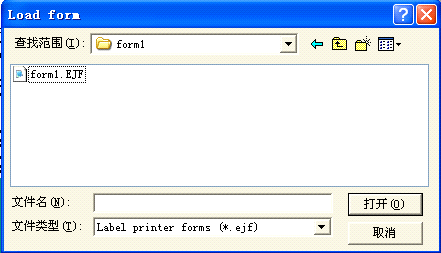 Load form
查找范围(I):
form1
form1.EJF
文件名(N):
打开(O)
文件类型(T):
Label printer forms (*.ejf)
取消